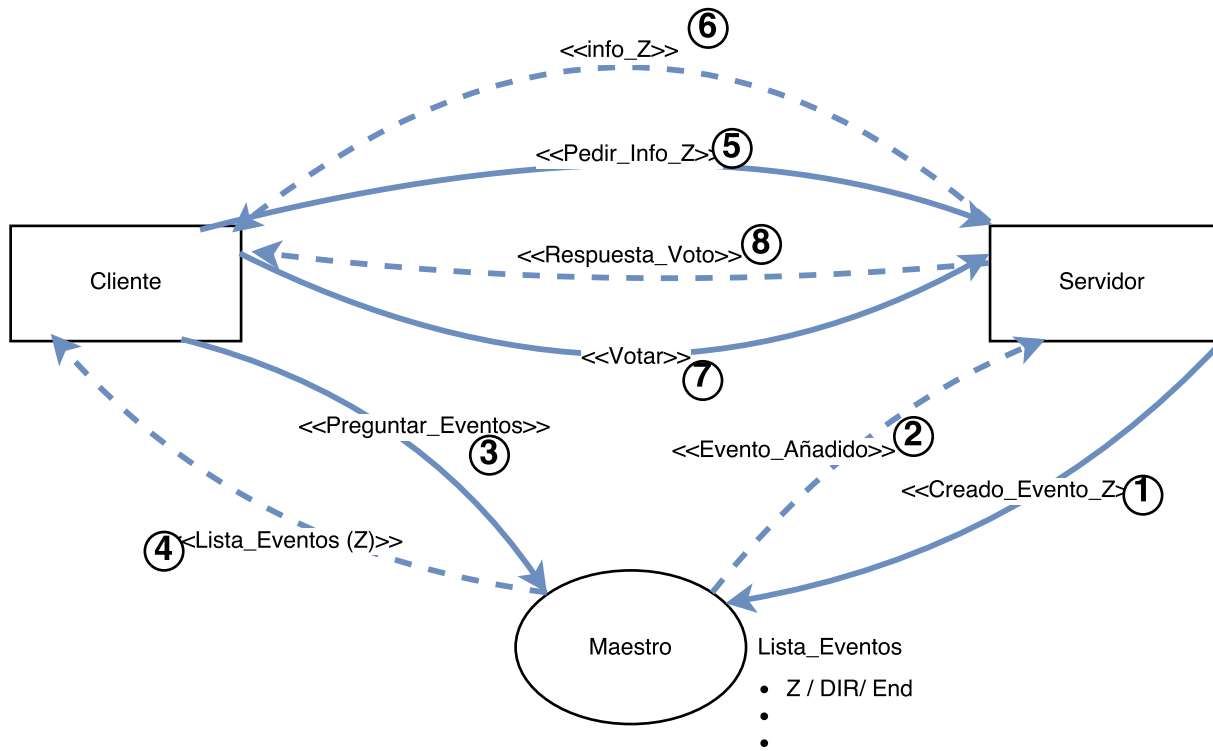 <<info_Z>>
6
<<Pedir_Info_Z>>
5
<<Respuesta_Voto>>
8
Cliente
Servidor
<<Votar>>
7
<<Preguntar_Eventos>>
3
<<Evento_Añadido>>
2
<<Creado_Evento_Z>
1
4
<<Lista_Eventos (Z)>>
Maestro
Lista_Eventos
• Z / DIR/ End
•
•